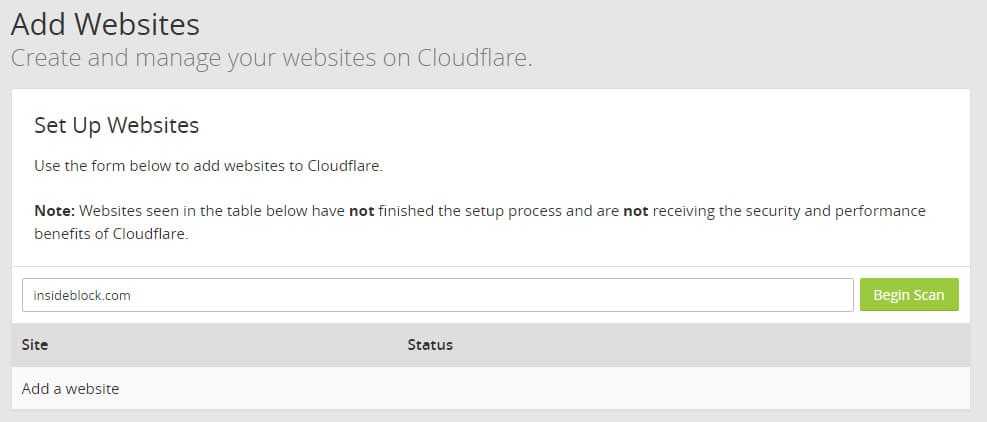 Add Websites
Create and manage your websites on Cloudflare.
Set Up Websites
Use the form below to add websites to Cloudflare.
Note: Websites seen in the table below have not finished the setup process and are not receiving the security and performance
benefits of Cloudflare.
insideblock.com Begin Scan
Site Status
Add a website